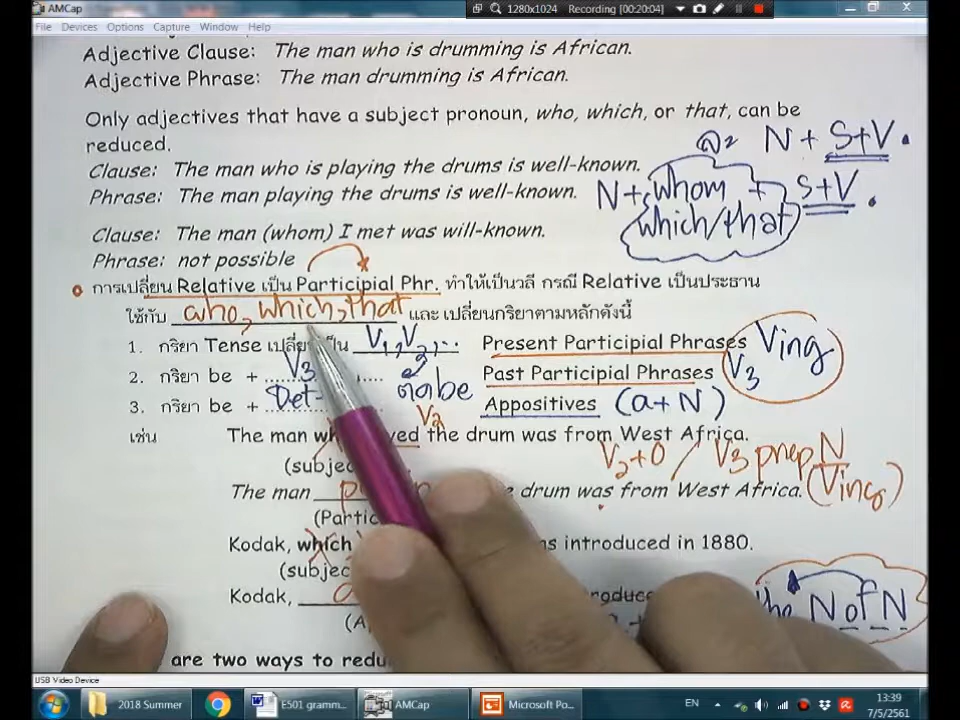 AMCap
1280x1024 Recording [00:20:04]
File Devices Options Capture Window Help
Adjective Clause: The man who is drumming is African.
Adjective Phrase: The man drumming is African.
Only adjectives that have a subject pronoun, who, which, or that, can be
reduced.
N + S+V .
Clause: The man who is playing the drums is well-known.
Phrase: The man playing the drums is well-known.
N + whom + S+V .
which/that
Clause: The man (whom) I met was will-known.
Phrase: not possible
การเปลี่ยน Relative เป็น Participial Phr. ทำให้เป็นวลี กรณี Relative เป็นประธาน
ใช้กับ who, which, that และ เปลี่ยนกริยาตามหลักดังนี้
1. กริยา Tense เปลี่ยนเป็น V1, V2, ... Present Participial Phrases Ving
2. กริยา be + V3 ตัด be Past Participial Phrases V3
3. กริยา be + Det- Appositives (a+N)
V2
เช่น The man the drum was from West Africa.
(subje
V2+O / V3 prep N
(Ving)
The man drum was from West Africa.
(Partic
Kodak, which introduced in 1880.
(subje
Kodak,
the N of N
(A
are two ways to redu
USB Video Device
2018 Summer E501 gramm... AMCap Microsoft Po... EN 13:39
7/5/2561